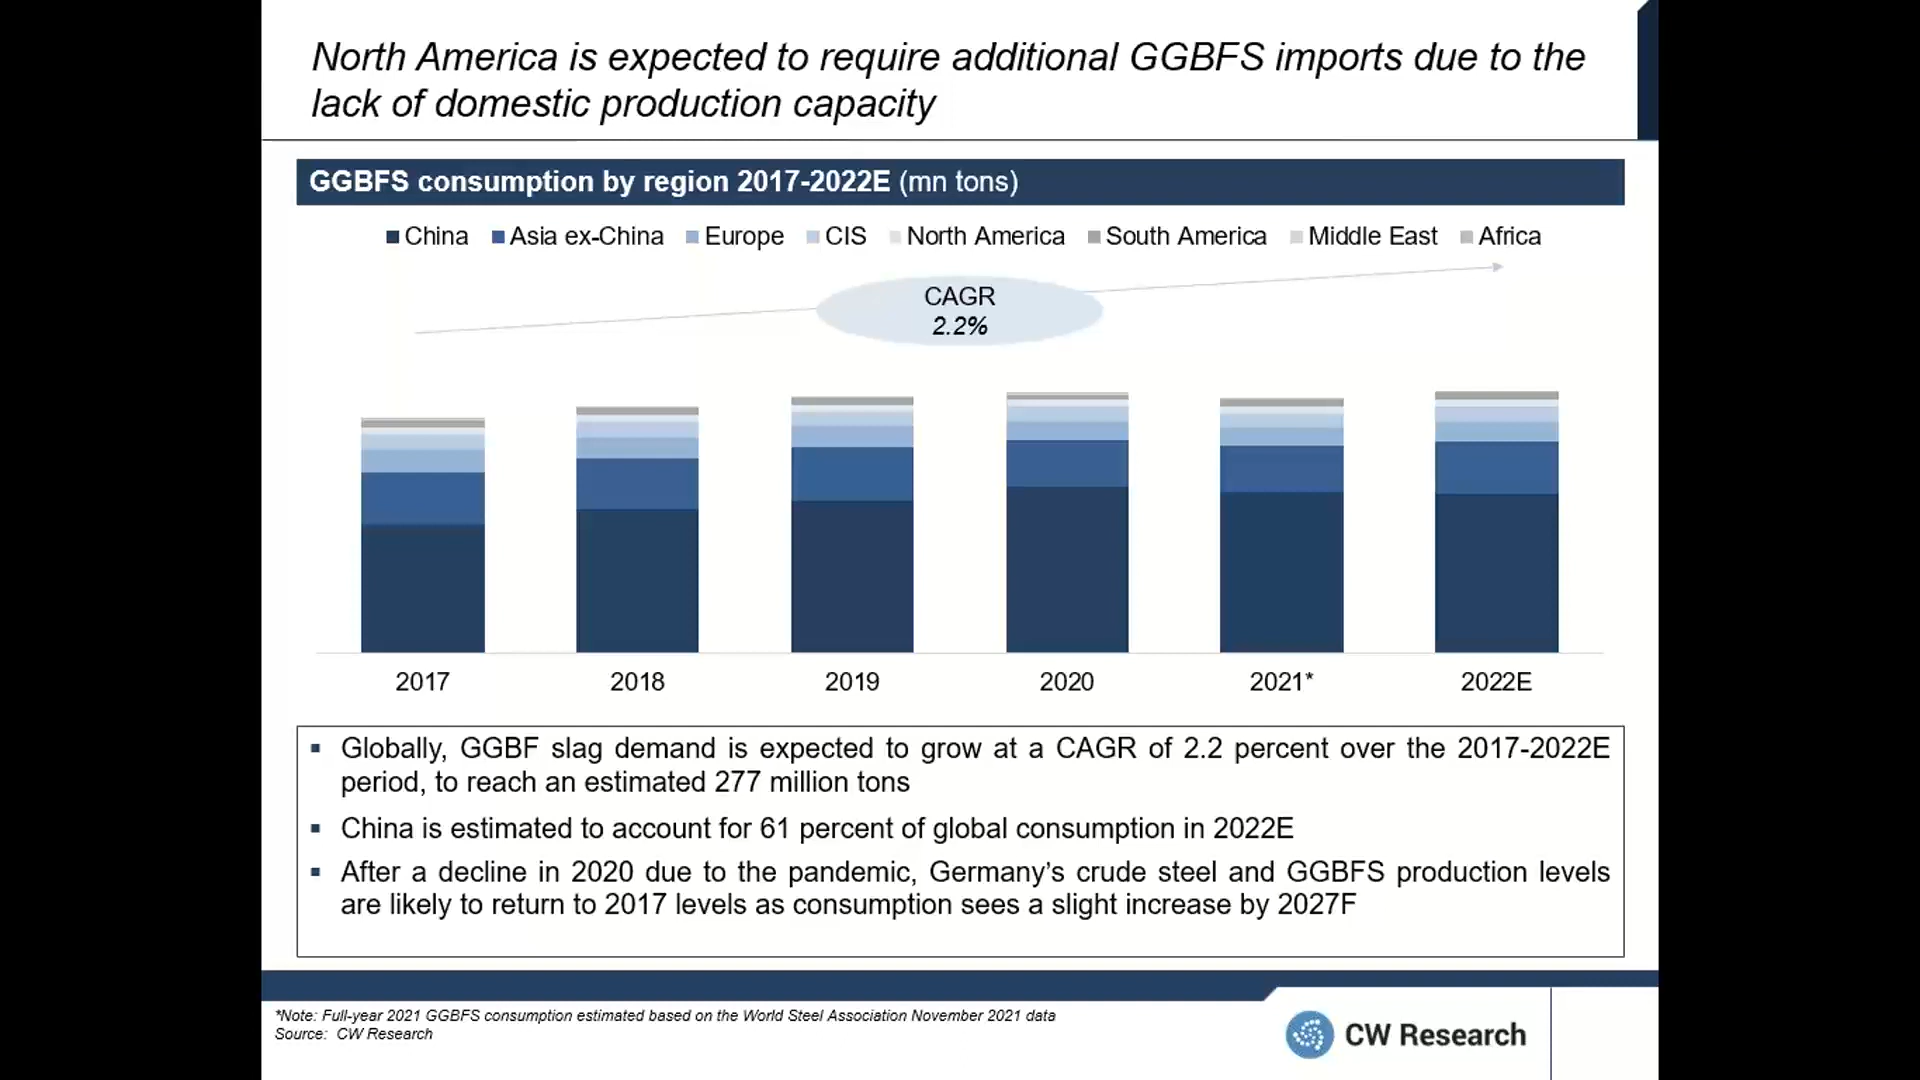 North America is expected to require additional GGBFS imports due to the
lack of domestic production capacity
GGBFS consumption by region 2017-2022E (mn tons)
China Asia ex-China Europe CIS North America South America Middle East Africa
CAGR
2.2%
2017 2018 2019 2020 2021* 2022E
▪ Globally, GGBF slag demand is expected to grow at a CAGR of 2.2 percent over the 2017-2022E
period, to reach an estimated 277 million tons
▪ China is estimated to account for 61 percent of global consumption in 2022E
▪ After a decline in 2020 due to the pandemic, Germany’s crude steel and GGBFS production levels
are likely to return to 2017 levels as consumption sees a slight increase by 2027F
*Note: Full-year 2021 GGBFS consumption estimated based on the World Steel Association November 2021 data
Source: CW Research
CW Research